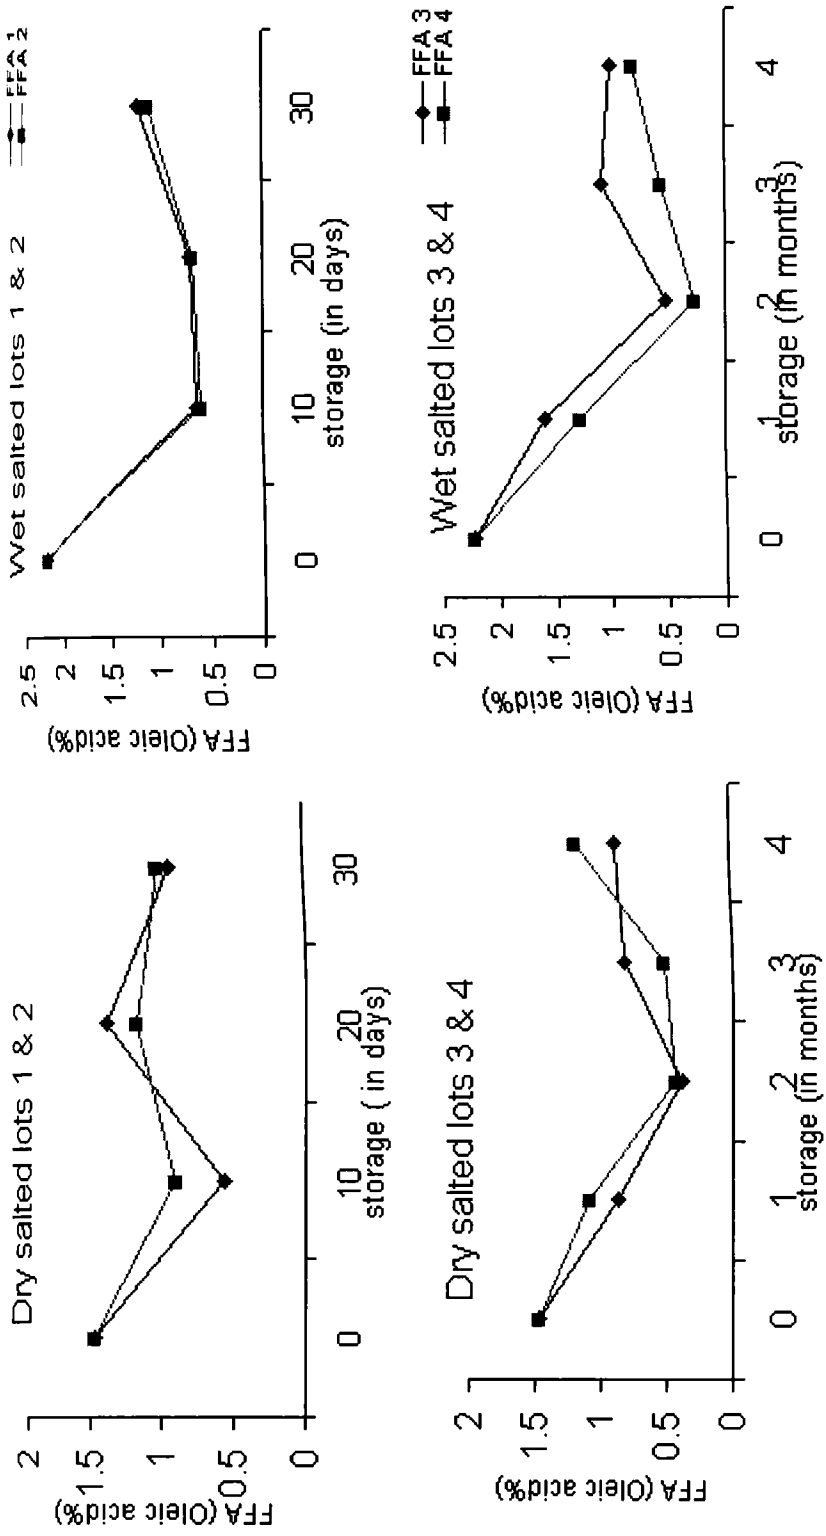 Dry salted lots 1 & 2
FFA (Oleic acid%)
2
1.5
1
0.5
0
10
20
30
storage ( in days)
Wet salted lots 1 & 2
FFA 1
FFA 2
FFA (Oleic acid%)
2.5
2
1.5
1
0.5
0
0
10
20
30
storage (in days)
Dry salted lots 3 & 4
FFA (Oleic acid%)
2
1.5
1
0.5
0
0
1
2
3
4
storage (in months)
Wet salted lots 3 & 4
FFA 3
FFA 4
FFA (Oleic acid%)
2.5
2
1.5
1
0.5
0
0
1
2
3
4
storage (in months)